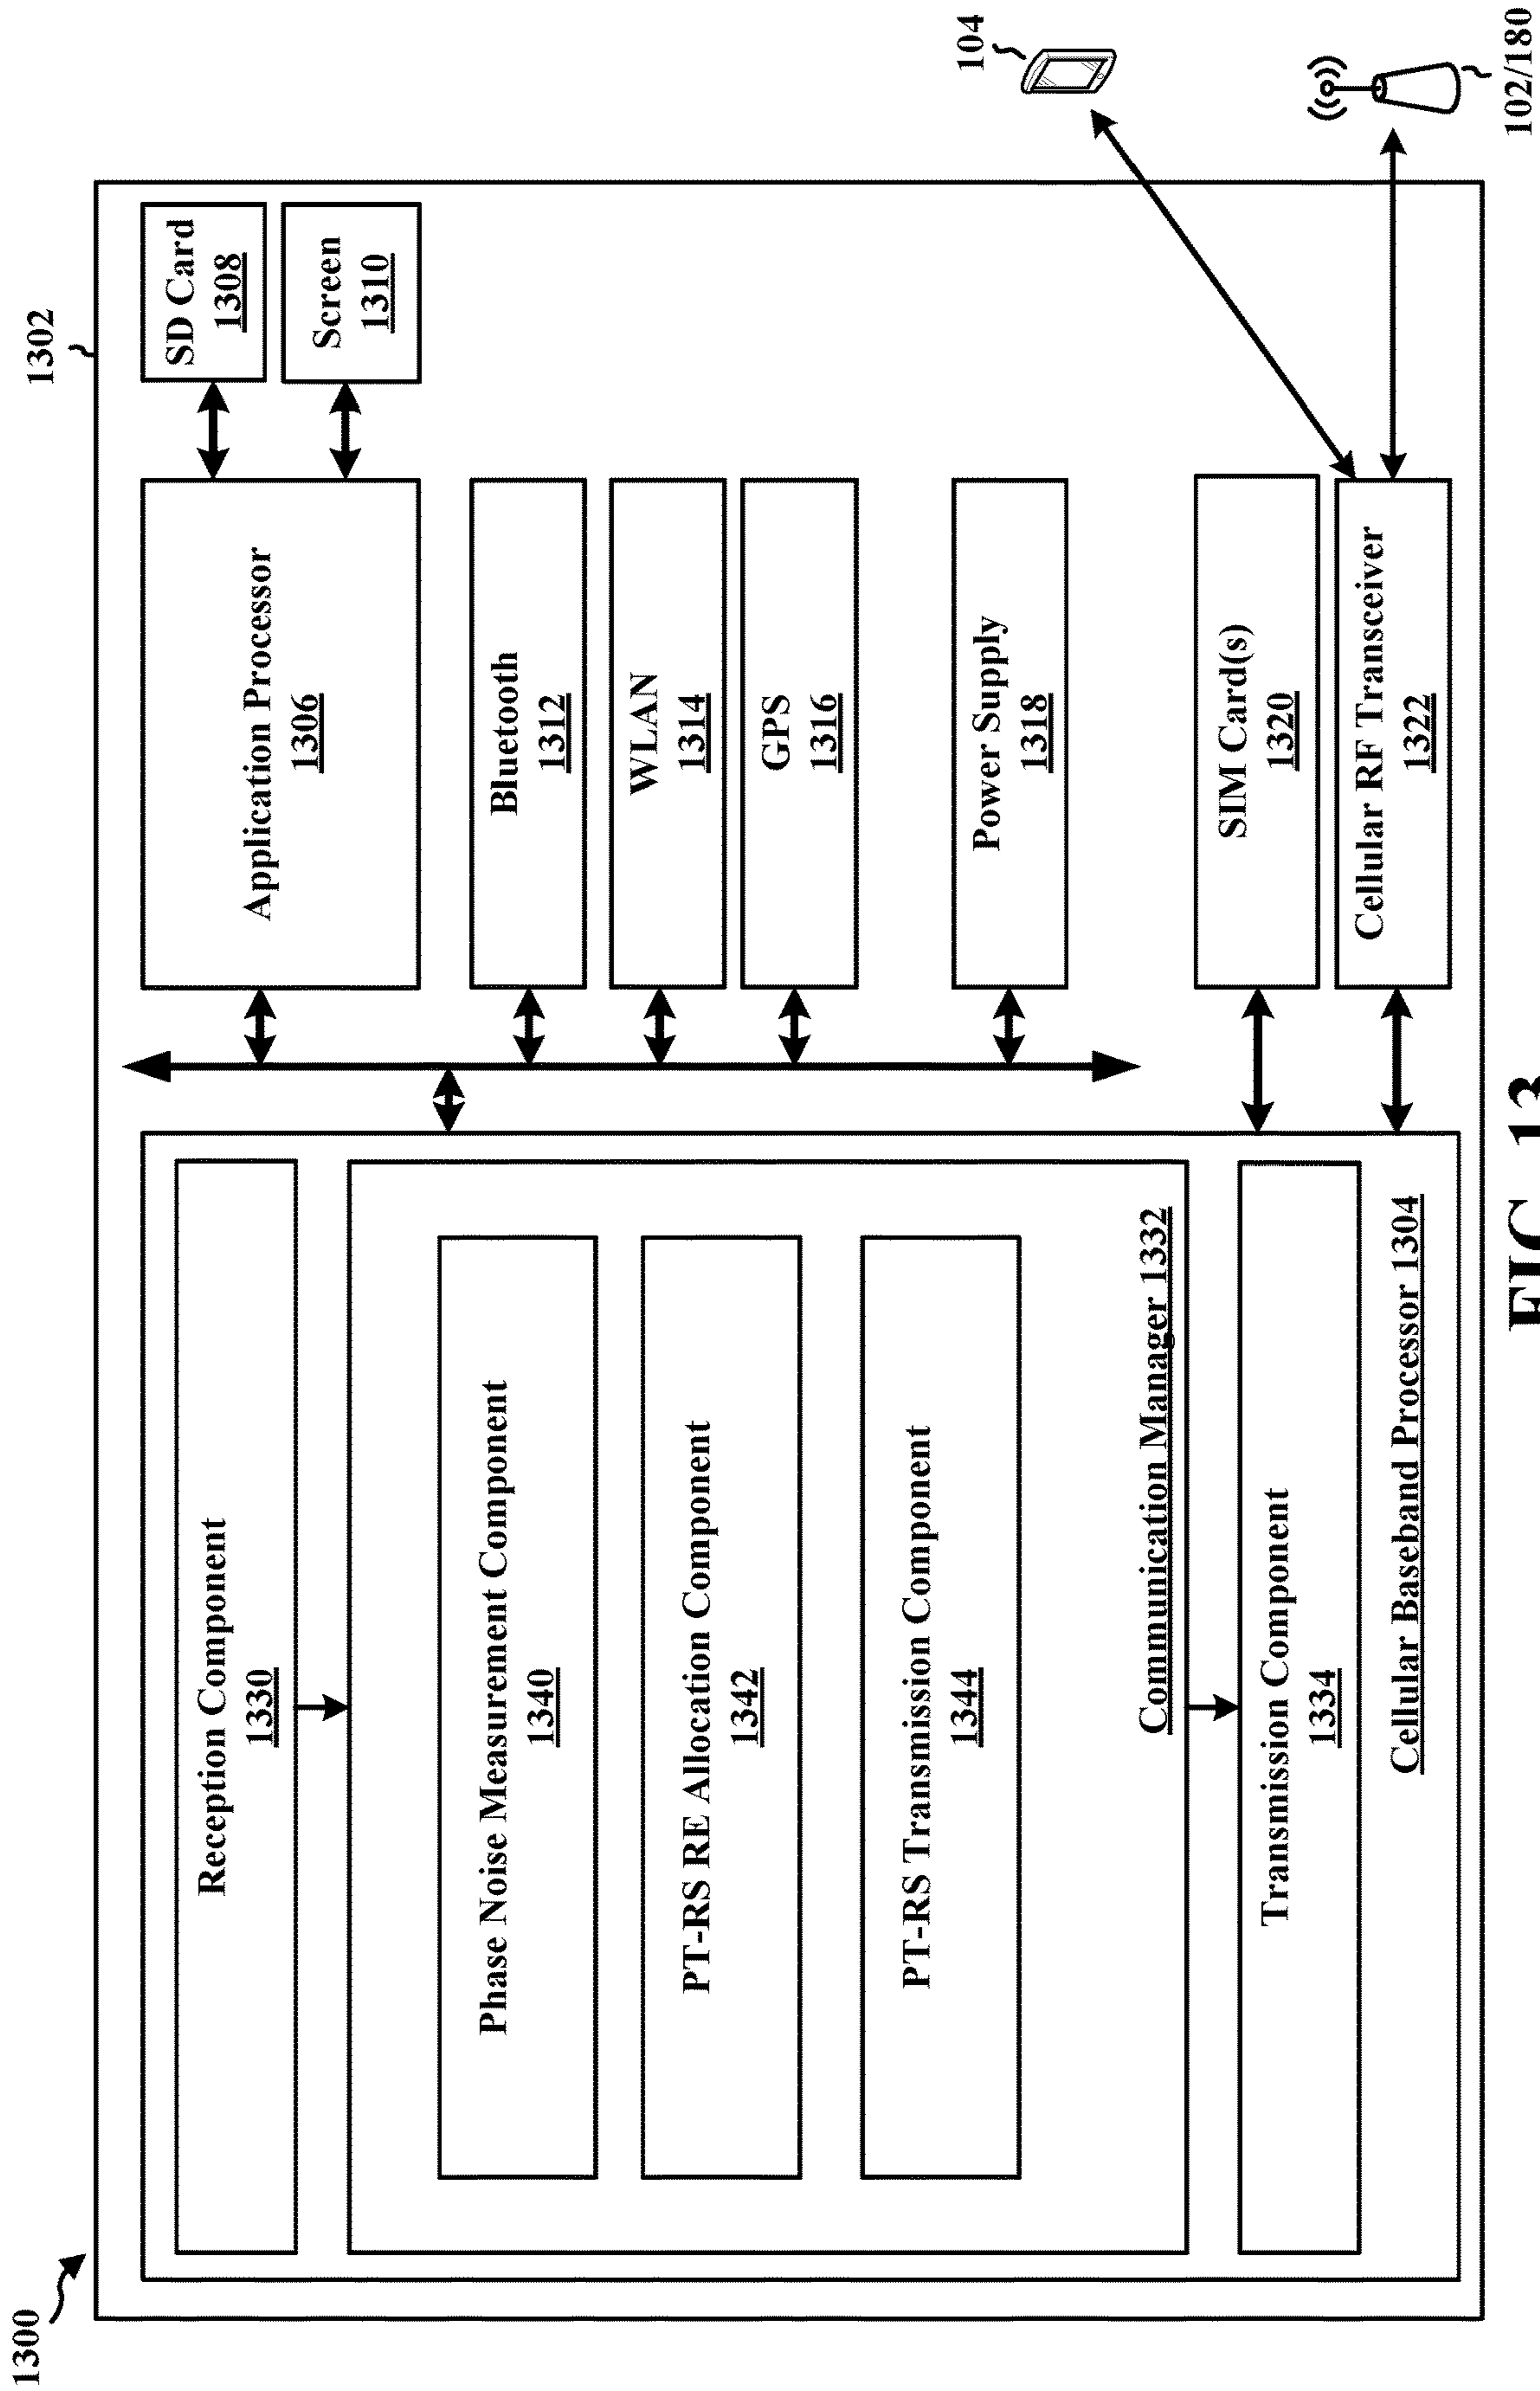 1300
1302
Reception Component
1330
Phase Noise Measurement Component
1340
PT-RS RE Allocation Component
1342
PT-RS Transmission Component
1344
Communication Manager 1332
Transmission Component
1334
Cellular Baseband Processor 1304
Application Processor
1306
Bluetooth
1312
WLAN
1314
GPS
1316
Power Supply
1318
SIM Card(s)
1320
Cellular RF Transceiver
1322
SD Card
1308
Screen
1310
104
102/180
FIG. 13